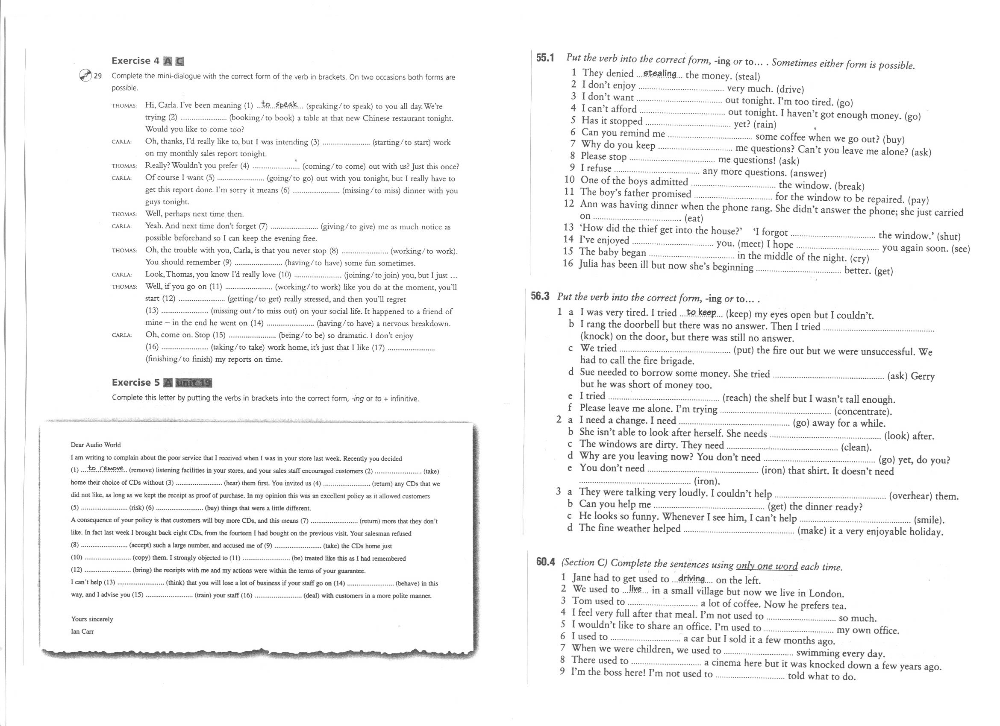 Exercise 4 A C
29 Complete the mini-dialogue with the correct form of the verb in brackets. On two occasions both forms are
possible.
THOMAS: Hi, Carla. I've been meaning (1) ...to speak... (speaking/to speak) to you all day. We're
trying (2) ........................ (booking/to book) a table at that new Chinese restaurant tonight.
Would you like to come too?
CARLA: Oh, thanks, I'd really like to, but I was intending (3) ........................ (starting/to start) work
on my monthly sales report tonight.
THOMAS: Really? Wouldn't you prefer (4) ........................ (coming/to come) out with us? Just this once?
CARLA: Of course I want (5) ........................ (going/to go) out with you tonight, but I really have to
get this report done. I'm sorry it means (6) ........................ (missing/to miss) dinner with you
guys tonight.
THOMAS: Well, perhaps next time then.
CARLA: Yeah. And next time don't forget (7) ........................ (giving/to give) me as much notice as
possible beforehand so I can keep the evening free.
THOMAS: Oh, the trouble with you, Carla, is that you never stop (8) ........................ (working/to work).
You should remember (9) ........................ (having/to have) some fun sometimes.
CARLA: Look, Thomas, you know I'd really love (10) ........................ (joining/to join) you, but I just ...
THOMAS: Well, if you go on (11) ........................ (working/to work) like you do at the moment, you'll
start (12) ........................ (getting/to get) really stressed, and then you'll regret
(13) ........................ (missing out/to miss out) on your social life. It happened to a friend of
mine – in the end he went on (14) ........................ (having/to have) a nervous breakdown.
CARLA: Oh, come on. Stop (15) ........................ (being/to be) so dramatic. I don't enjoy
(16) ........................ (taking/to take) work home, it's just that I like (17) ........................
(finishing/to finish) my reports on time.
Exercise 5 A unit 19
Complete this letter by putting the verbs in brackets into the correct form, -ing or to + infinitive.
Dear Audio World
I am writing to complain about the poor service that I received when I was in your store last week. Recently you decided
(1) ...to remove... (remove) listening facilities in your stores, and your sales staff encouraged customers (2) ........................ (take)
home their choice of CDs without (3) ........................ (hear) them first. You invited us (4) ........................ (return) any CDs that we
did not like, as long as we kept the receipt as proof of purchase. In my opinion this was an excellent policy as it allowed customers
(5) ........................ (risk) (6) ........................ (buy) things that were a little different.
A consequence of your policy is that customers will buy more CDs, and this means (7) ........................ (return) more that they don't
like. In fact last week I brought back eight CDs, from the fourteen I had bought on the previous visit. Your salesman refused
(8) ........................ (accept) such a large number, and accused me of (9) ........................ (take) the CDs home just
(10) ........................ (copy) them. I strongly objected to (11) ........................ (be) treated like this as I had remembered
(12) ........................ (bring) the receipts with me and my actions were within the terms of your guarantee.
I can't help (13) ........................ (think) that you will lose a lot of business if your staff go on (14) ........................ (behave) in this
way, and I advise you (15) ........................ (train) your staff (16) ........................ (deal) with customers in a more polite manner.
Yours sincerely
Ian Carr
55.1 Put the verb into the correct form, -ing or to... . Sometimes either form is possible.
1 They denied ...stealing... the money. (steal)
2 I don't enjoy ........................ very much. (drive)
3 I don't want ........................ out tonight. I'm too tired. (go)
4 I can't afford ........................ out tonight. I haven't got enough money. (go)
5 Has it stopped ........................ yet? (rain)
6 Can you remind me ........................ some coffee when we go out? (buy)
7 Why do you keep ........................ me questions? Can't you leave me alone? (ask)
8 Please stop ........................ me questions! (ask)
9 I refuse ........................ any more questions. (answer)
10 One of the boys admitted ........................ the window. (break)
11 The boy's father promised ........................ for the window to be repaired. (pay)
12 Ann was having dinner when the phone rang. She didn't answer the phone; she just carried
on ......................... (eat)
13 'How did the thief get into the house?' 'I forgot ........................ the window.' (shut)
14 I've enjoyed ........................ you. (meet) I hope ........................ you again soon. (see)
15 The baby began ........................ in the middle of the night. (cry)
16 Julia has been ill but now she's beginning ........................ better. (get)
56.3 Put the verb into the correct form, -ing or to... .
1 a I was very tired. I tried ...to keep... (keep) my eyes open but I couldn't.
b I rang the doorbell but there was no answer. Then I tried ........................
(knock) on the door, but there was still no answer.
c We tried ........................ (put) the fire out but we were unsuccessful. We
had to call the fire brigade.
d Sue needed to borrow some money. She tried ........................ (ask) Gerry
but he was short of money too.
e I tried ........................ (reach) the shelf but I wasn't tall enough.
f Please leave me alone. I'm trying ........................ (concentrate).
2 a I need a change. I need ........................ (go) away for a while.
b She isn't able to look after herself. She needs ........................ (look) after.
c The windows are dirty. They need ........................ (clean).
d Why are you leaving now? You don't need ........................ (go) yet, do you?
e You don't need ........................ (iron) that shirt. It doesn't need
........................ (iron).
3 a They were talking very loudly. I couldn't help ........................ (overhear) them.
b Can you help me ........................ (get) the dinner ready?
c He looks so funny. Whenever I see him, I can't help ........................ (smile).
d The fine weather helped ........................ (make) it a very enjoyable holiday.
60.4 (Section C) Complete the sentences using only one word each time.
1 Jane had to get used to ...driving... on the left.
2 We used to ...live... in a small village but now we live in London.
3 Tom used to ........................ a lot of coffee. Now he prefers tea.
4 I feel very full after that meal. I'm not used to ........................ so much.
5 I wouldn't like to share an office. I'm used to ........................ my own office.
6 I used to ........................ a car but I sold it a few months ago.
7 When we were children, we used to ........................ swimming every day.
8 There used to ........................ a cinema here but it was knocked down a few years ago.
9 I'm the boss here! I'm not used to ........................ told what to do.